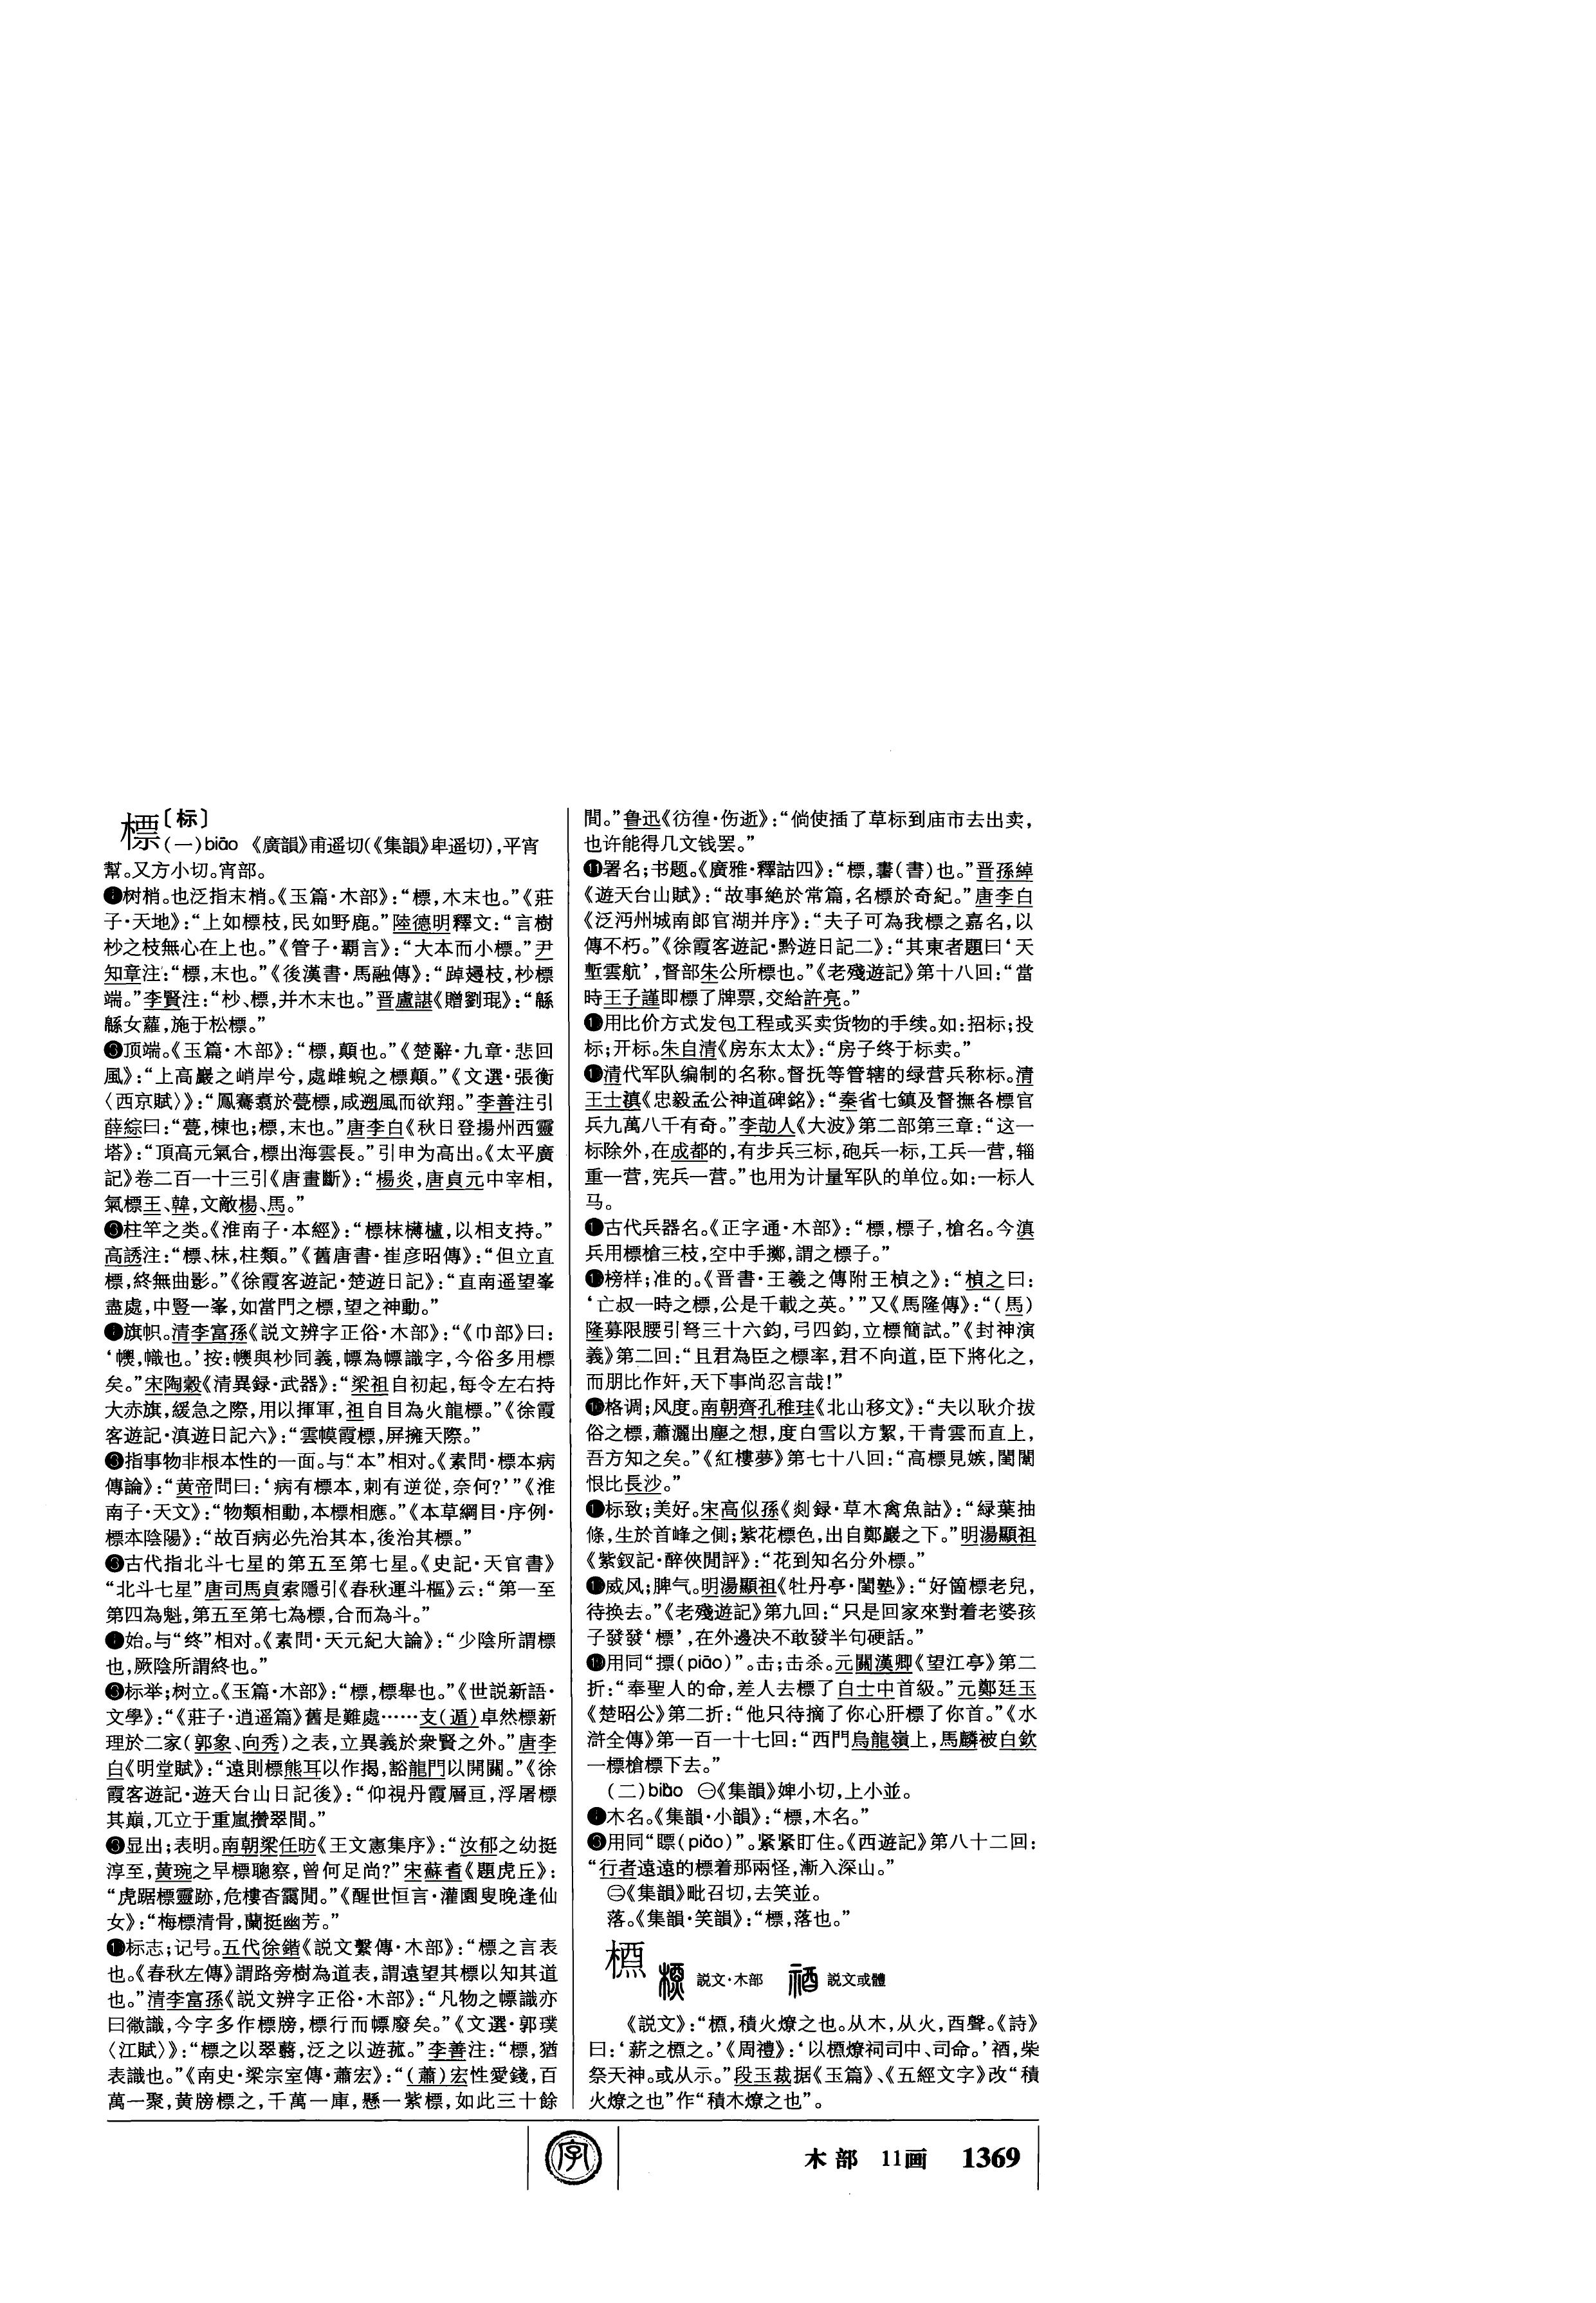 標〔标〕
(一)biāo 《廣韻》甫遥切(《集韻》卑遥切),平宵
幫。又方小切。宵部。
❶树梢。也泛指末梢。《玉篇·木部》:“標,木末也。”《莊
子·天地》:“上如標枝,民如野鹿。”陸德明釋文:“言樹
杪之枝無心在上也。”《管子·霸言》:“大本而小標。”尹
知章注:“標,末也。”《後漢書·馬融傳》:“踔𡠗枝,杪標
端。”李賢注:“杪、標,并木末也。”晋盧諶《贈劉琨》:“緜
緜女蘿,施于松標。”
❷顶端。《玉篇·木部》:“標,顛也。”《楚辭·九章·悲回
風》:“上高巖之峭岸兮,處雌蜺之標顛。”《文選·張衡
〈西京賦〉》:“鳳騫翥於甍標,咸遡風而欲翔。”李善注引
薛綜曰:“甍,棟也;標,末也。”唐李白《秋日登揚州西靈
塔》:“頂高元氣合,標出海雲長。”引申为高出。《太平廣
記》卷二百一十三引《唐畫斷》:“楊炎,唐貞元中宰相,
氣標王、韓,文敵楊、馬。”
❸柱竿之类。《淮南子·本經》:“標枺欂櫨,以相支持。”
高誘注:“標、枺,柱類。”《舊唐書·崔彦昭傳》:“但立直
標,終無曲影。”《徐霞客遊記·楚遊日記》:“直南遥望峯
盡處,中豎一峯,如當門之標,望之神動。”
❹旗帜。清李富孫《説文辨字正俗·木部》:“《巾部》曰:
‘幖,幟也。’按:幖與杪同義,幖為幖識字,今俗多用標
矣。”宋陶穀《清異録·武器》:“梁祖自初起,每令左右持
大赤旗,緩急之際,用以揮軍,祖自目為火龍標。”《徐霞
客遊記·滇遊日記六》:“雲幙霞標,屏擁天際。”
❺指事物非根本性的一面。与“本”相对。《素問·標本病
傳論》:“黄帝問曰:‘病有標本,刺有逆從,奈何?’”《淮
南子·天文》:“物類相動,本標相應。”《本草綱目·序例·
標本陰陽》:“故百病必先治其本,後治其標。”
❻古代指北斗七星的第五至第七星。《史記·天官書》
“北斗七星”唐司馬貞索隱引《春秋運斗樞》云:“第一至
第四為魁,第五至第七為標,合而為斗。”
❼始。与“终”相对。《素問·天元紀大論》:“少陰所謂標
也,厥陰所謂終也。”
❽标举;树立。《玉篇·木部》:“標,標舉也。”《世説新語·
文學》:“《莊子·逍遥篇》舊是難處……支(遁)卓然標新
理於二家(郭象、向秀)之表,立異義於衆賢之外。”唐李
白《明堂賦》:“遠則標熊耳以作揭,豁龍門以開闗。”《徐
霞客遊記·遊天台山日記後》:“仰視丹霞層亘,浮屠標
其巔,兀立于重嵐攢翠間。”
❾显出;表明。南朝梁任昉《王文憲集序》:“汝郁之幼挺
淳至,黄琬之早標聰察,曾何足尚?”宋蘇耆《題虎丘》:
“虎踞標靈跡,危樓杳靄間。”《醒世恒言·灌園叟晚逢仙
女》:“梅標清骨,蘭挺幽芳。”
❿标志;记号。五代徐鍇《説文繫傳·木部》:“標之言表
也。《春秋左傳》謂路旁樹為道表,謂遠望其標以知其道
也。”清李富孫《説文辨字正俗·木部》:“凡物之幖識亦
曰微識,今字多作標牓,標行而幖廢矣。”《文選·郭璞
〈江賦〉》:“標之以翠蘙,泛之以遊菰。”李善注:“標,猶
表識也。”《南史·梁宗室傳·蕭宏》:“(蕭)宏性愛錢,百
萬一聚,黄牓標之,千萬一庫,懸一紫標,如此三十餘
間。”鲁迅《彷徨·伤逝》:“倘使插了草标到庙市去出卖,
也许能得几文钱罢。”
⓫署名;书题。《廣雅·釋詁四》:“標,書(書)也。”晋孫綽
《遊天台山賦》:“故事絶於常篇,名標於奇紀。”唐李白
《泛沔州城南郎官湖并序》:“夫子可為我標之嘉名,以
傳不朽。”《徐霞客遊記·黔遊日記二》:“其東者題曰‘天
塹雲航’,督部朱公所標也。”《老殘遊記》第十八回:“當
時王子謹即標了牌票,交給許亮。”
⓬用比价方式发包工程或买卖货物的手续。如:招标;投
标;开标。朱自清《房东太太》:“房子终于标卖。”
⓭清代军队编制的名称。督抚等管辖的绿营兵称标。清
王士禛《忠毅孟公神道碑銘》:“秦省七鎮及督撫各標官
兵九萬八千有奇。”李劼人《大波》第二部第三章:“这一
标除外,在成都的,有步兵三标,砲兵一标,工兵一营,辎
重一营,宪兵一营。”也用为计量军队的单位。如:一标人
马。
⓮古代兵器名。《正字通·木部》:“標,標子,槍名。今滇
兵用標槍三枝,空中手擲,謂之標子。”
⓯榜样;准的。《晋書·王羲之傳附王楨之》:“楨之曰:
‘亡叔一時之標,公是千載之英。’”又《馬隆傳》:“(馬)
隆募限腰引弩三十六鈞,弓四鈞,立標簡試。”《封神演
義》第二回:“且君為臣之標率,君不向道,臣下將化之,
而朋比作奸,天下事尚忍言哉!”
⓰格调;风度。南朝齊孔稚珪《北山移文》:“夫以耿介拔
俗之標,蕭灑出塵之想,度白雪以方絜,干青雲而直上,
吾方知之矣。”《紅樓夢》第七十八回:“高標見嫉,閨闈
恨比長沙。”
⓱标致;美好。宋高似孫《剡録·草木禽魚詁》:“緑葉抽
條,生於首峰之側;紫花標色,出自鄭巖之下。”明湯顯祖
《紫釵記·醉俠閒評》:“花到知名分外標。”
⓲威风;脾气。明湯顯祖《牡丹亭·閨塾》:“好箇標老兒,
待换去。”《老殘遊記》第九回:“只是回家來對着老婆孩
子發發‘標’,在外邊决不敢發半句硬話。”
⓳用同“摽(piāo)”。击;击杀。元關漢卿《望江亭》第二
折:“奉聖人的命,差人去標了白士中首級。”元鄭廷玉
《楚昭公》第二折:“他只待摘了你心肝標了你首。”《水
滸全傳》第一百一十七回:“西門烏龍嶺上,馬麟被白欽
一標槍標下去。”
(二)biào ㊀《集韻》婢小切,上小並。
❶木名。《集韻·小韻》:“標,木名。”
❷用同“瞟(piǎo)”。紧紧盯住。《西遊記》第八十二回:
“行者遠遠的標着那兩怪,漸入深山。”
㊁《集韻》毗召切,去笑並。
落。《集韻·笑韻》:“標,落也。”
槱 説文·木部 説文或體
《説文》:“槱,積火燎之也。从木,从火,酉聲。《詩》
曰:‘薪之槱之。’《周禮》:‘以槱燎祠司中、司命。’禉,柴
祭天神。或从示。”段玉裁据《玉篇》、《五經文字》改“積
火燎之也”作“積木燎之也”。
字
木部 11画 1369